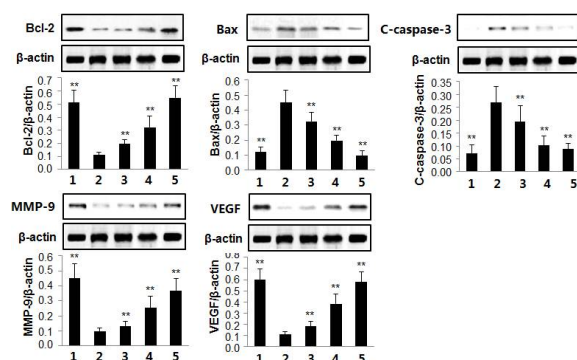 Bcl-2
β-actin
Bcl-2/β-actin
0.7
0.6
0.5
0.4
0.3
0.2
0.1
0.0
** ** ** **
1 2 3 4 5
Bax
β-actin
Bax/β-actin
0.6
0.5
0.4
0.3
0.2
0.1
0.0
** ** ** **
1 2 3 4 5
C-caspase-3
β-actin
C-caspase-3/β-actin
0.35
0.30
0.25
0.20
0.15
0.10
0.05
0.00
** ** ** **
1 2 3 4 5
MMP-9
β-actin
MMP-9/β-actin
0.6
0.5
0.4
0.3
0.2
0.1
0.0
** ** ** **
1 2 3 4 5
VEGF
β-actin
VEGF/β-actin
0.8
0.7
0.6
0.5
0.4
0.3
0.2
0.1
0.0
** ** ** **
1 2 3 4 5